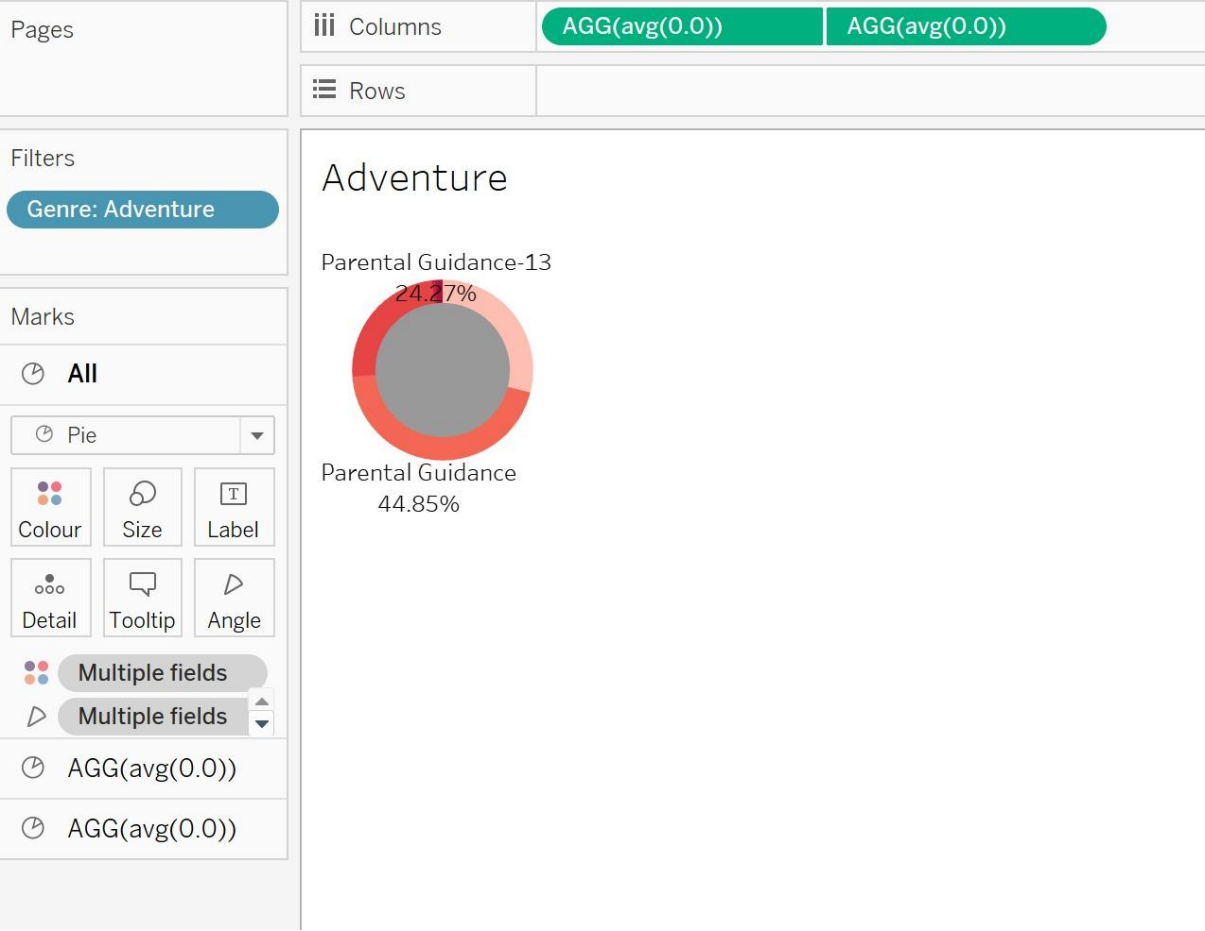 Pages
Columns AGG(avg(0.0)) AGG(avg(0.0))
Rows
Filters
Genre: Adventure
Marks
All
Pie
Colour Size T Label
Detail Tooltip Angle
Multiple fields
Multiple fields
AGG(avg(0.0))
AGG(avg(0.0))
Adventure
Parental Guidance-13
24.27%
Parental Guidance
44.85%